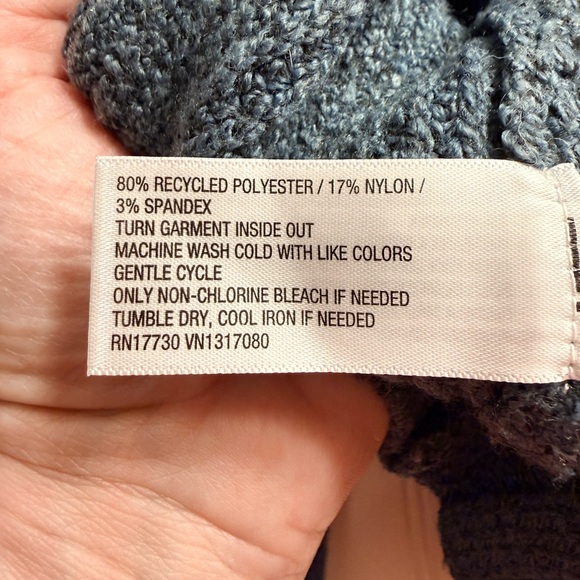 80% RECYCLED POLYESTER / 17% NYLON /
3% SPANDEX
TURN GARMENT INSIDE OUT
MACHINE WASH COLD WITH LIKE COLORS
GENTLE CYCLE
ONLY NON-CHLORINE BLEACH IF NEEDED
TUMBLE DRY, COOL IRON IF NEEDED
RN17730 VN1317080